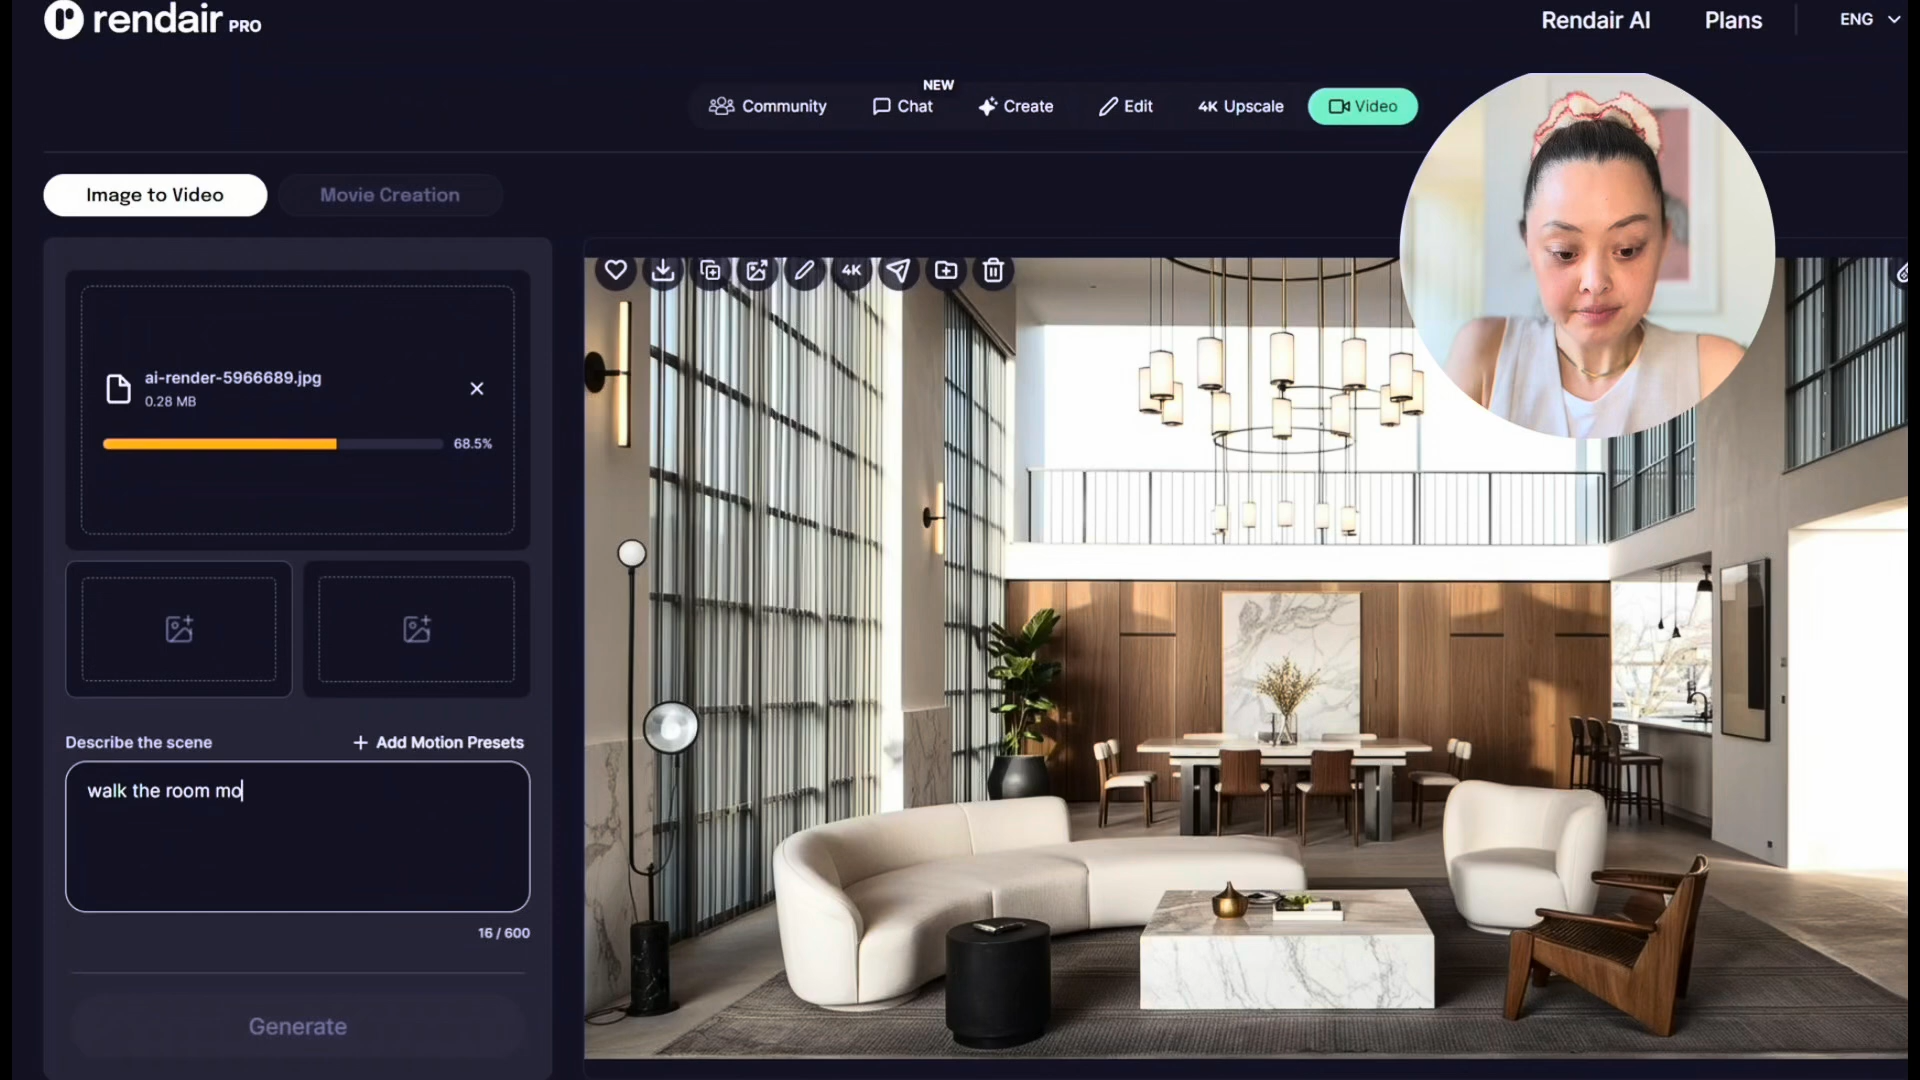 rendair PRO
Rendair AI
Plans
ENG
Community
NEW
Chat
Create
Edit
4K Upscale
Video
Image to Video
Movie Creation
4K
ai-render-5966689.jpg
0.28 MB
68.5%
Describe the scene
+ Add Motion Presets
walk the room mo
16 / 600
Generate